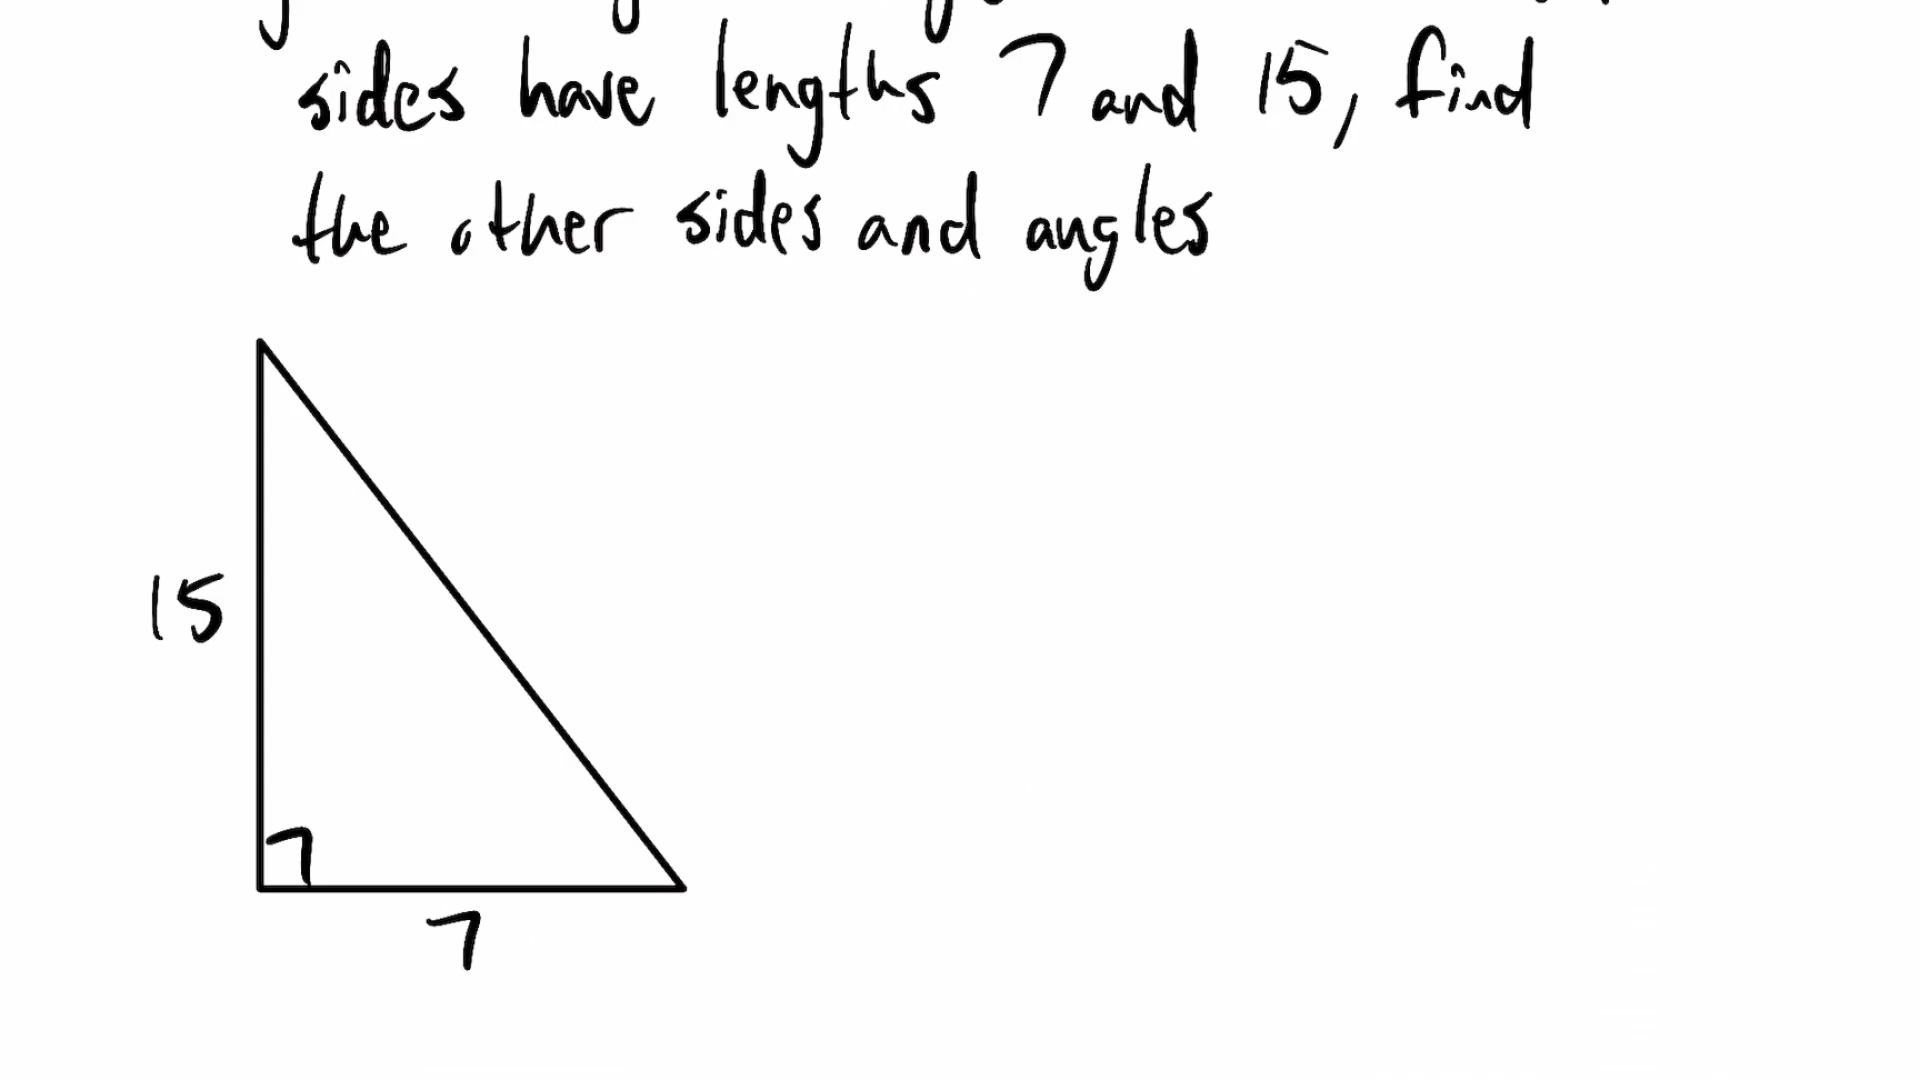 sides have lengths 7 and 15, find
the other sides and angles
15
7